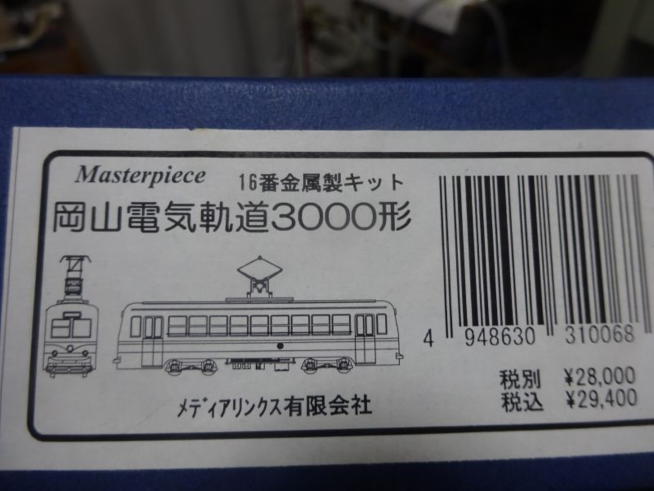 Masterpiece 16番金属製キット
岡山電気軌道3000形
4 948630 310068
税別 ¥28,000
税込 ¥29,400
ﾒﾃﾞｨｱﾘﾝｸｽ有限会社